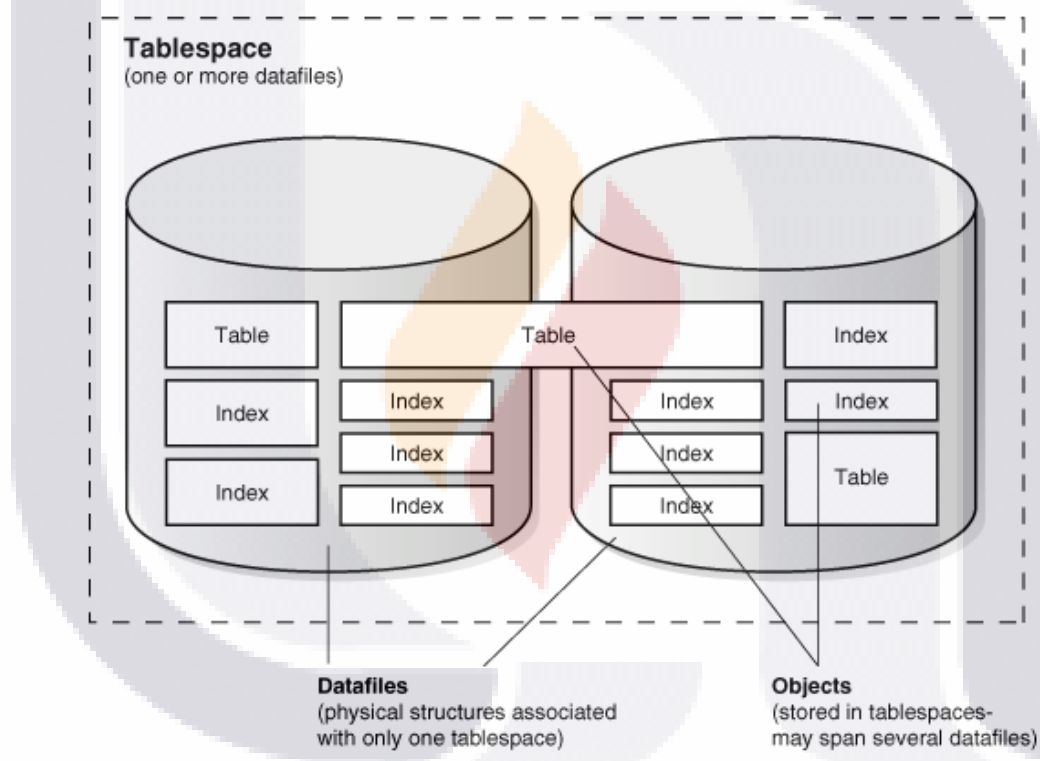 Tablespace
(one or more datafiles)
Table
Table
Index
Index
Index
Index
Index
Index
Index
Index
Table
Index
Index
Index
Datafiles
(physical structures associated
with only one tablespace)
Objects
(stored in tablespaces-
may span several datafiles)